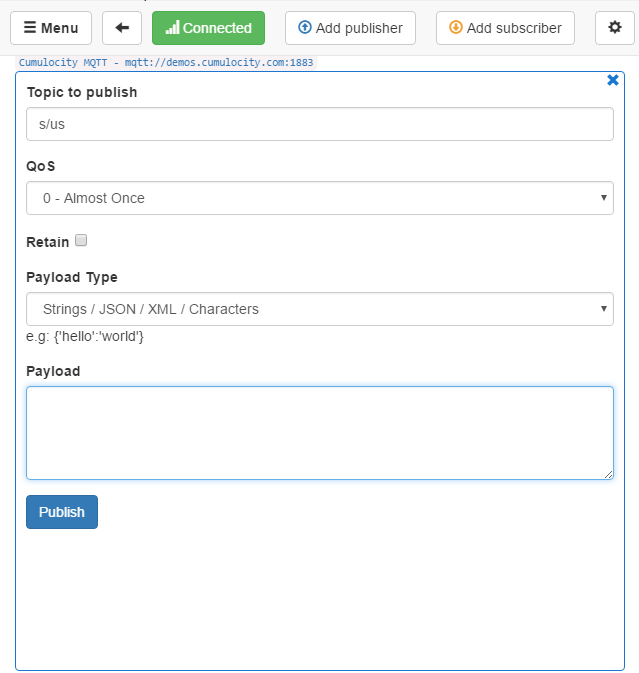 Menu
Connected
Add publisher
Add subscriber
Cumulocity MQTT - mqtt://demos.cumulocity.com:1883
Topic to publish
s/us
QoS
0 - Almost Once
Retain
Payload Type
Strings / JSON / XML / Characters
e.g: {'hello':'world'}
Payload
Publish